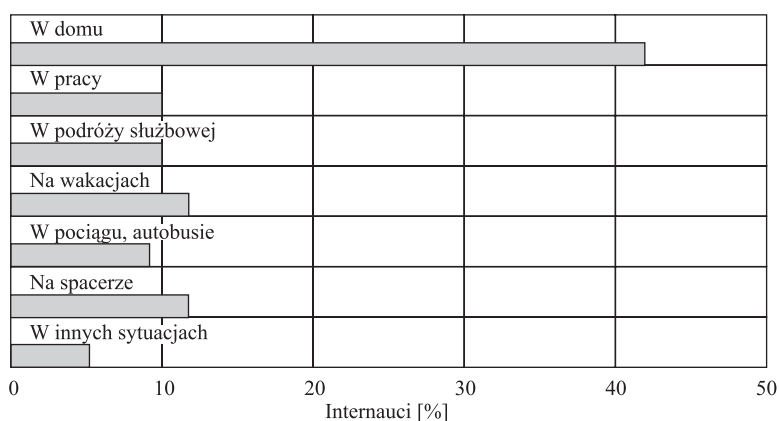 W domu
W pracy
W podróży służbowej
Na wakacjach
W pociągu, autobusie
Na spacerze
W innych sytuacjach
0 10 20 30 40 50
Internauci [%]